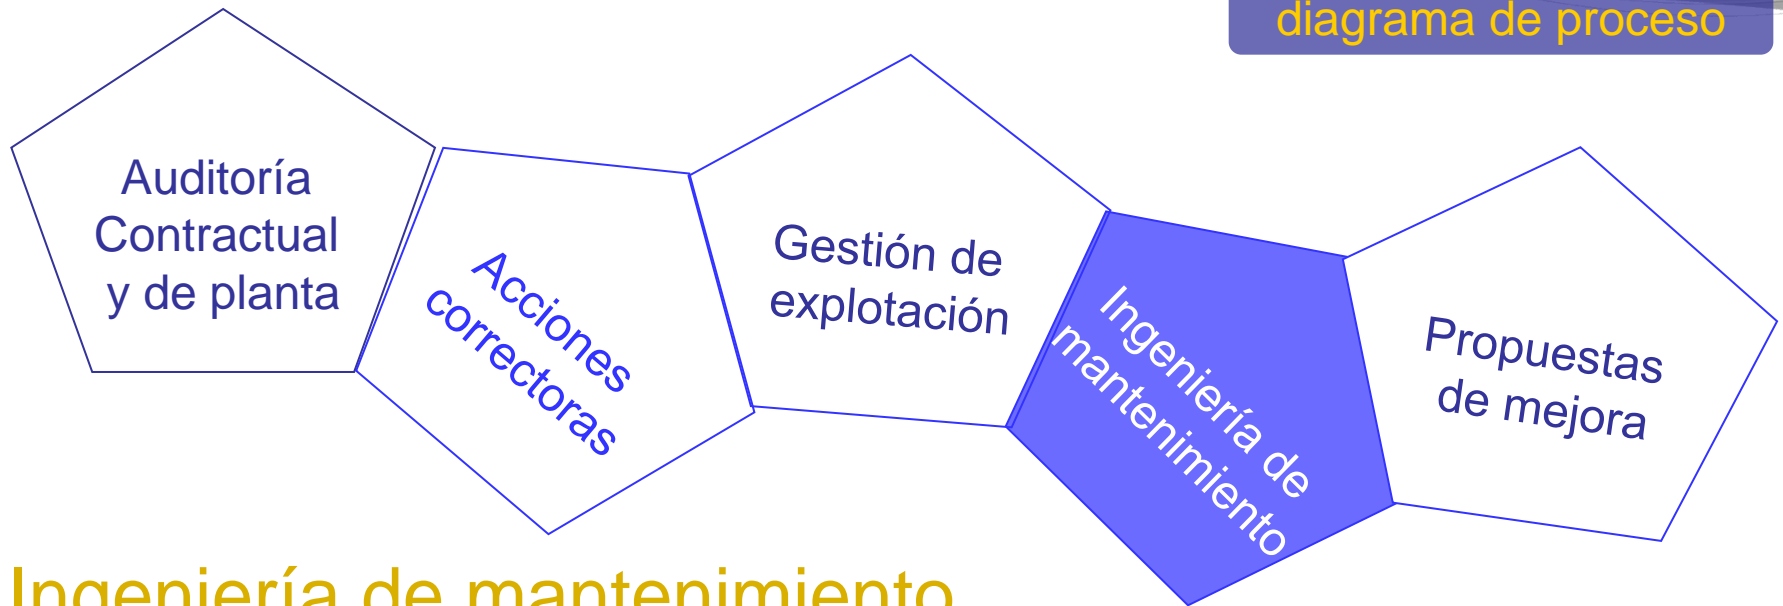 diagrama de proceso
Auditoría
Contractual
y de planta
Acciones
correctoras
Gestión de
explotación
Ingeniería de
mantenimiento
Propuestas
de mejora
Ingeniería de mantenimiento